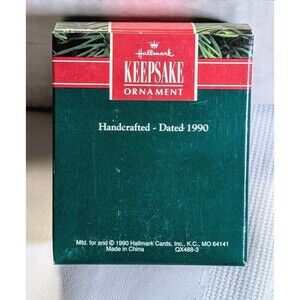 Hallmark
KEEPSAKE
ORNAMENT
Handcrafted - Dated 1990
Mfd. for and © 1990 Hallmark Cards, Inc., K.C., MO 64141
Made in China QX488-3